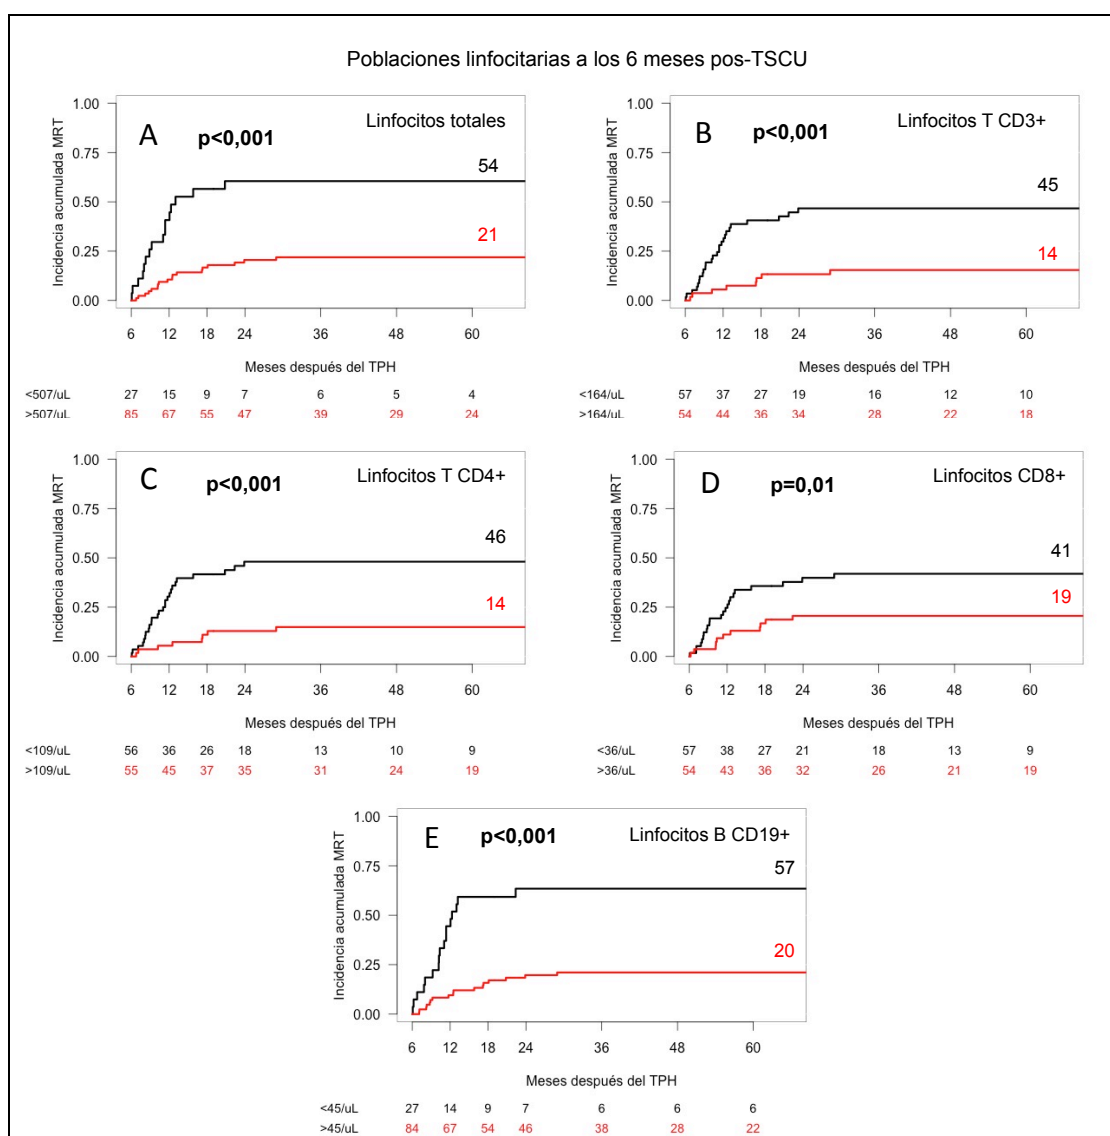 Poblaciones linfocitarias a los 6 meses pos-TSCU
A
p<0,001
Linfocitos totales
Incidencia acumulada MRT
1.00
0.75
0.50
0.25
0.00
54
21
6 12 18 24 36 48 60
Meses después del TPH
<507/uL 27 15 9 7 6 5 4
>507/uL 85 67 55 47 39 29 24
B
p<0,001
Linfocitos T CD3+
Incidencia acumulada MRT
1.00
0.75
0.50
0.25
0.00
45
14
6 12 18 24 36 48 60
Meses después del TPH
<164/uL 57 37 27 19 16 12 10
>164/uL 54 44 36 34 28 22 18
C
p<0,001
Linfocitos T CD4+
Incidencia acumulada MRT
1.00
0.75
0.50
0.25
0.00
46
14
6 12 18 24 36 48 60
Meses después del TPH
<109/uL 56 36 26 18 13 10 9
>109/uL 55 45 37 35 31 24 19
D
p=0,01
Linfocitos CD8+
Incidencia acumulada MRT
1.00
0.75
0.50
0.25
0.00
41
19
6 12 18 24 36 48 60
Meses después del TPH
<36/uL 57 38 27 21 18 13 9
>36/uL 54 43 36 32 26 21 19
E
p<0,001
Linfocitos B CD19+
Incidencia acumulada MRT
1.00
0.75
0.50
0.25
0.00
57
20
6 12 18 24 36 48 60
Meses después del TPH
<45/uL 27 14 9 7 6 6 6
>45/uL 84 67 54 46 38 28 22